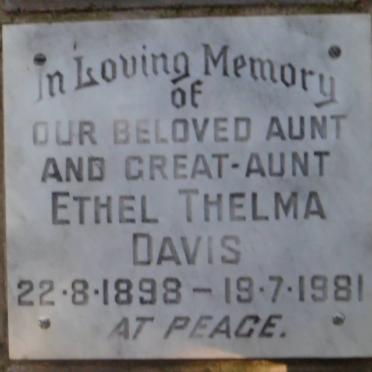 In Loving Memory
of
OUR BELOVED AUNT
AND GREAT-AUNT
ETHEL THELMA
DAVIS
22·8·1898 – 19·7·1981
AT PEACE.